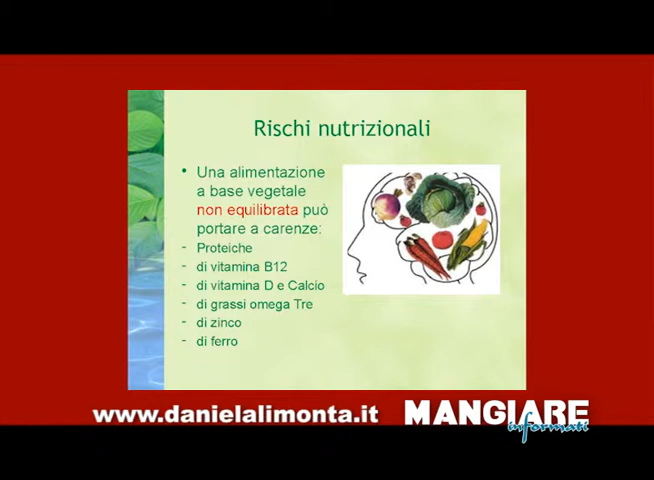 Rischi nutrizionali
• Una alimentazione
a base vegetale
non equilibrata può
portare a carenze:
- Proteiche
- di vitamina B12
- di vitamina D e Calcio
- di grassi omega Tre
- di zinco
- di ferro
www.danielalimonta.it
MANGIARE
informati